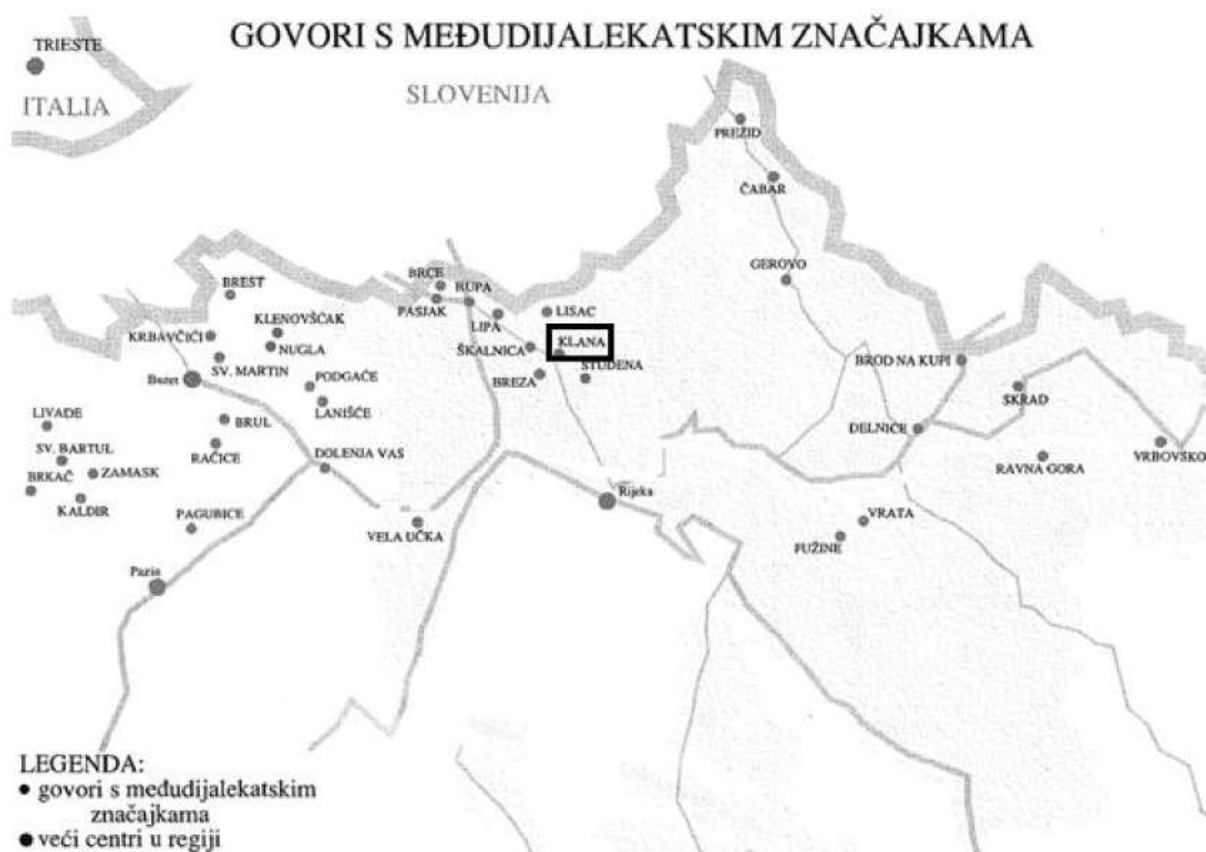 GOVORI S MEĐUDIJALEKATSKIM ZNAČAJKAMA
TRIESTE
ITALIA
SLOVENIJA
PREZID
ČABAR
GEROVO
BRCE
RUPA
PASJAK
LIPA
LISAC
ŠKALNICA
KLANA
BREZA
STUDENA
BREST
KLENOVŠĆAK
KRBAVČIĆI
NUGLA
SV. MARTIN
Buzet
PODGAĆE
LANIŠĆE
LIVADE
BRUL
SV. BARTUL
RAČICE
DOLENJA VAS
BRKAČ
ZAMASK
KALDIR
PAGUBICE
VELA UČKA
Rijeka
Pazin
BROD NA KUPI
SKRAD
DELNICE
RAVNA GORA
VRBOVSKO
VRATA
FUŽINE
LEGENDA:
govori s međudijalekatskim
značajkama
veći centri u regiji